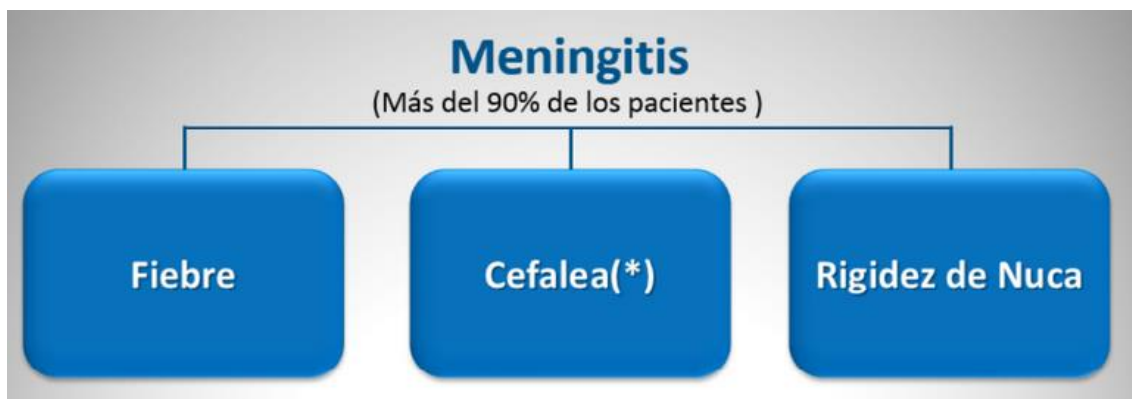 Meningitis
(Más del 90% de los pacientes )
Fiebre
Cefalea(*)
Rigidez de Nuca